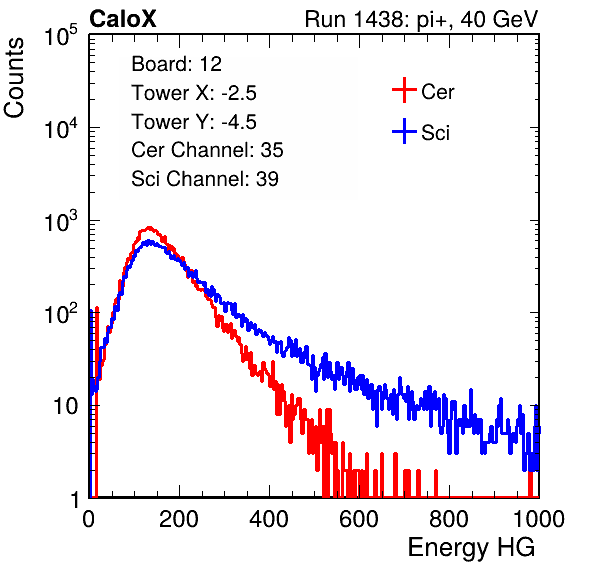 CaloX Run 1438: pi+, 40 GeV
Counts
Board: 12
Tower X: -2.5
Tower Y: -4.5
Cer Channel: 35
Sci Channel: 39
Cer
Sci
10^5
10^4
10^3
10^2
10
1
0 200 400 600 800 1000
Energy HG